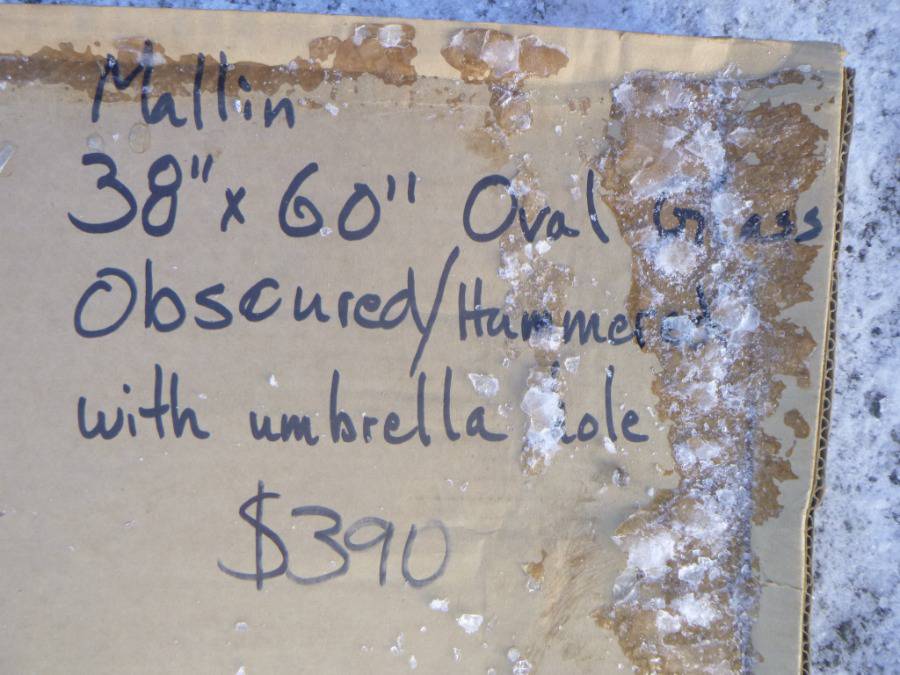 Mallin
38" x 60" Oval Glass
Obscured/Hammered
with umbrella hole
$390